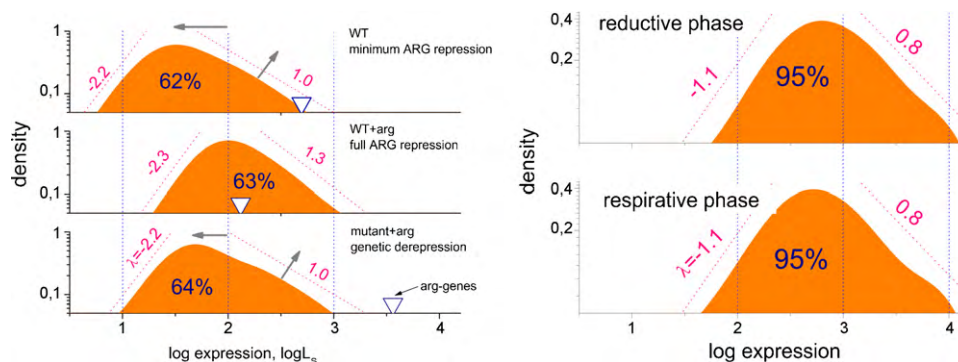 1
0,1
-2.2
62%
1.0
WT
minimum ARG repression
density
1
0,1
-2.3
63%
1.3
WT+arg
full ARG repression
1
0,1
λ=-2.2
64%
1.0
mutant+arg
genetic derepression
arg-genes
1
2
3
4
log expression, logLs
0,4
0,2
reductive phase
-1.1
95%
0.8
density
0,4
0,2
respirative phase
λ=-1.1
95%
0.8
1
2
3
4
log expression